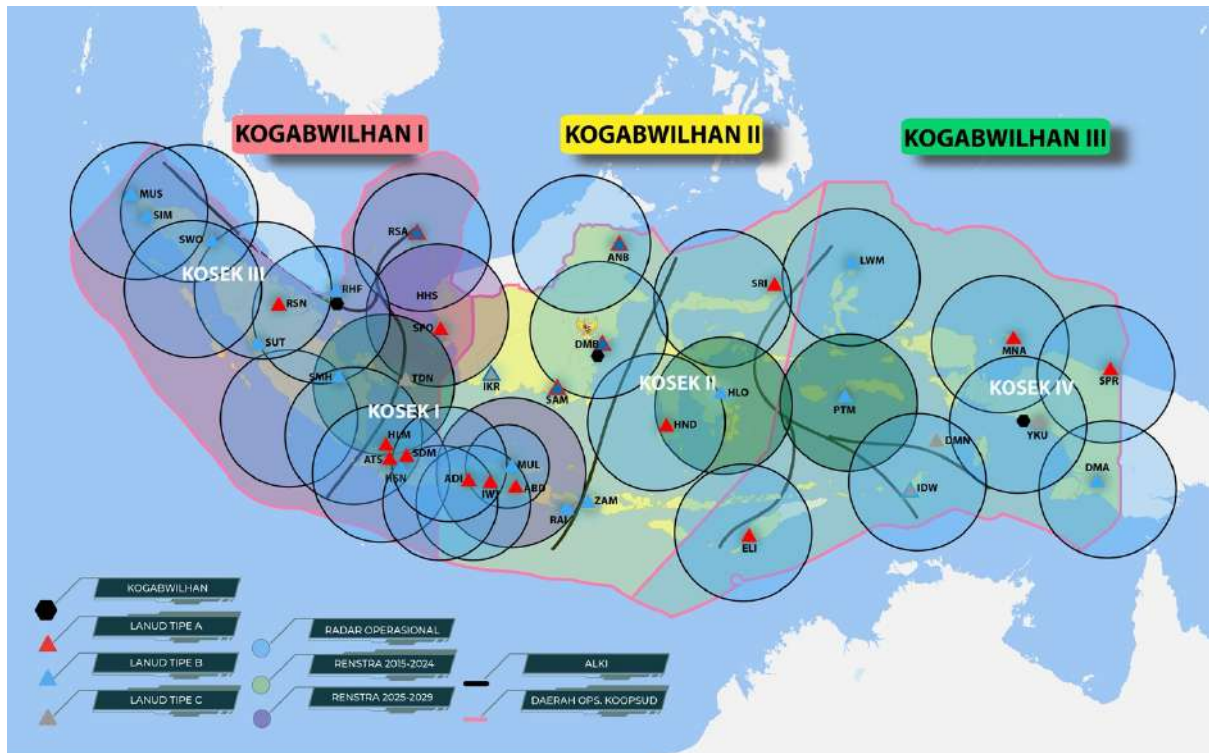 KOGABWILHAN I
KOGABWILHAN II
KOGABWILHAN III
MUS
SIM
SWO
KOSEK III
RSN
RHF
SUT
SMH
RSA
HHS
SPO
TDN
KOSEK I
HLM
ATS
SDM
HSN
ADI
IWJ
MUL
ABD
IKR
ANB
DMB
SAM
KOSEK II
HLO
HND
RAI
ZAM
SRI
LWM
PTM
ELI
MNA
SPR
KOSEK IV
YKU
DMN
IDW
DMA
KOGABWILHAN
LANUD TIPE A
LANUD TIPE B
LANUD TIPE C
RADAR OPERASIONAL
RENSTRA 2015-2024
RENSTRA 2025-2029
ALKI
DAERAH OPS. KOOPSUD